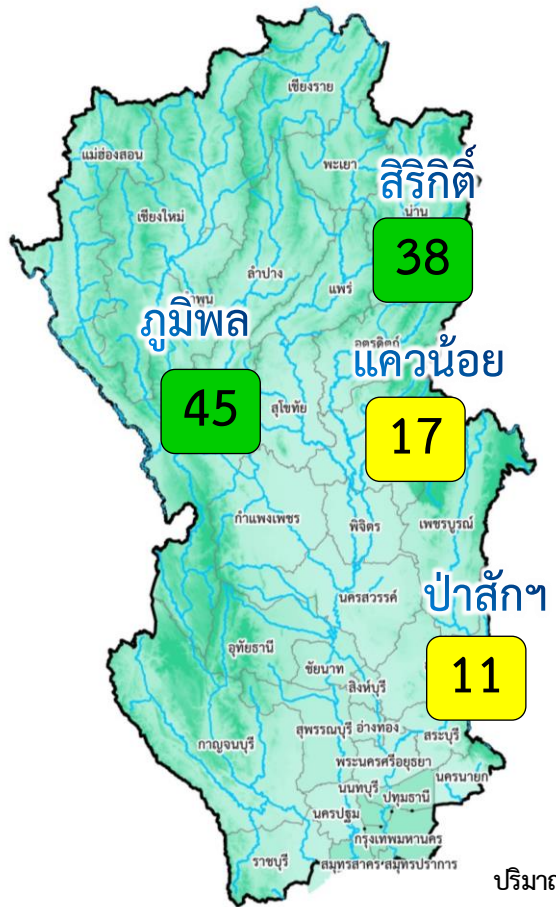 เชียงราย
แม่ฮ่องสอน
พะเยา
สิริกิติ์
น่าน
เชียงใหม่
38
ลำปาง
แพร่
ลำพูน
ภูมิพล
อุตรดิตถ์
แควน้อย
45
สุโขทัย
17
กำแพงเพชร
พิจิตร
เพชรบูรณ์
นครสวรรค์
ป่าสักฯ
อุทัยธานี
ชัยนาท
11
สิงห์บุรี
สุพรรณบุรี อ่างทอง
สระบุรี
กาญจนบุรี
พระนครศรีอยุธยา
นครนายก
นนทบุรี
ปทุมธานี
นครปฐม
กรุงเทพมหานคร
ราชบุรี
สมุทรสาคร สมุทรปราการ